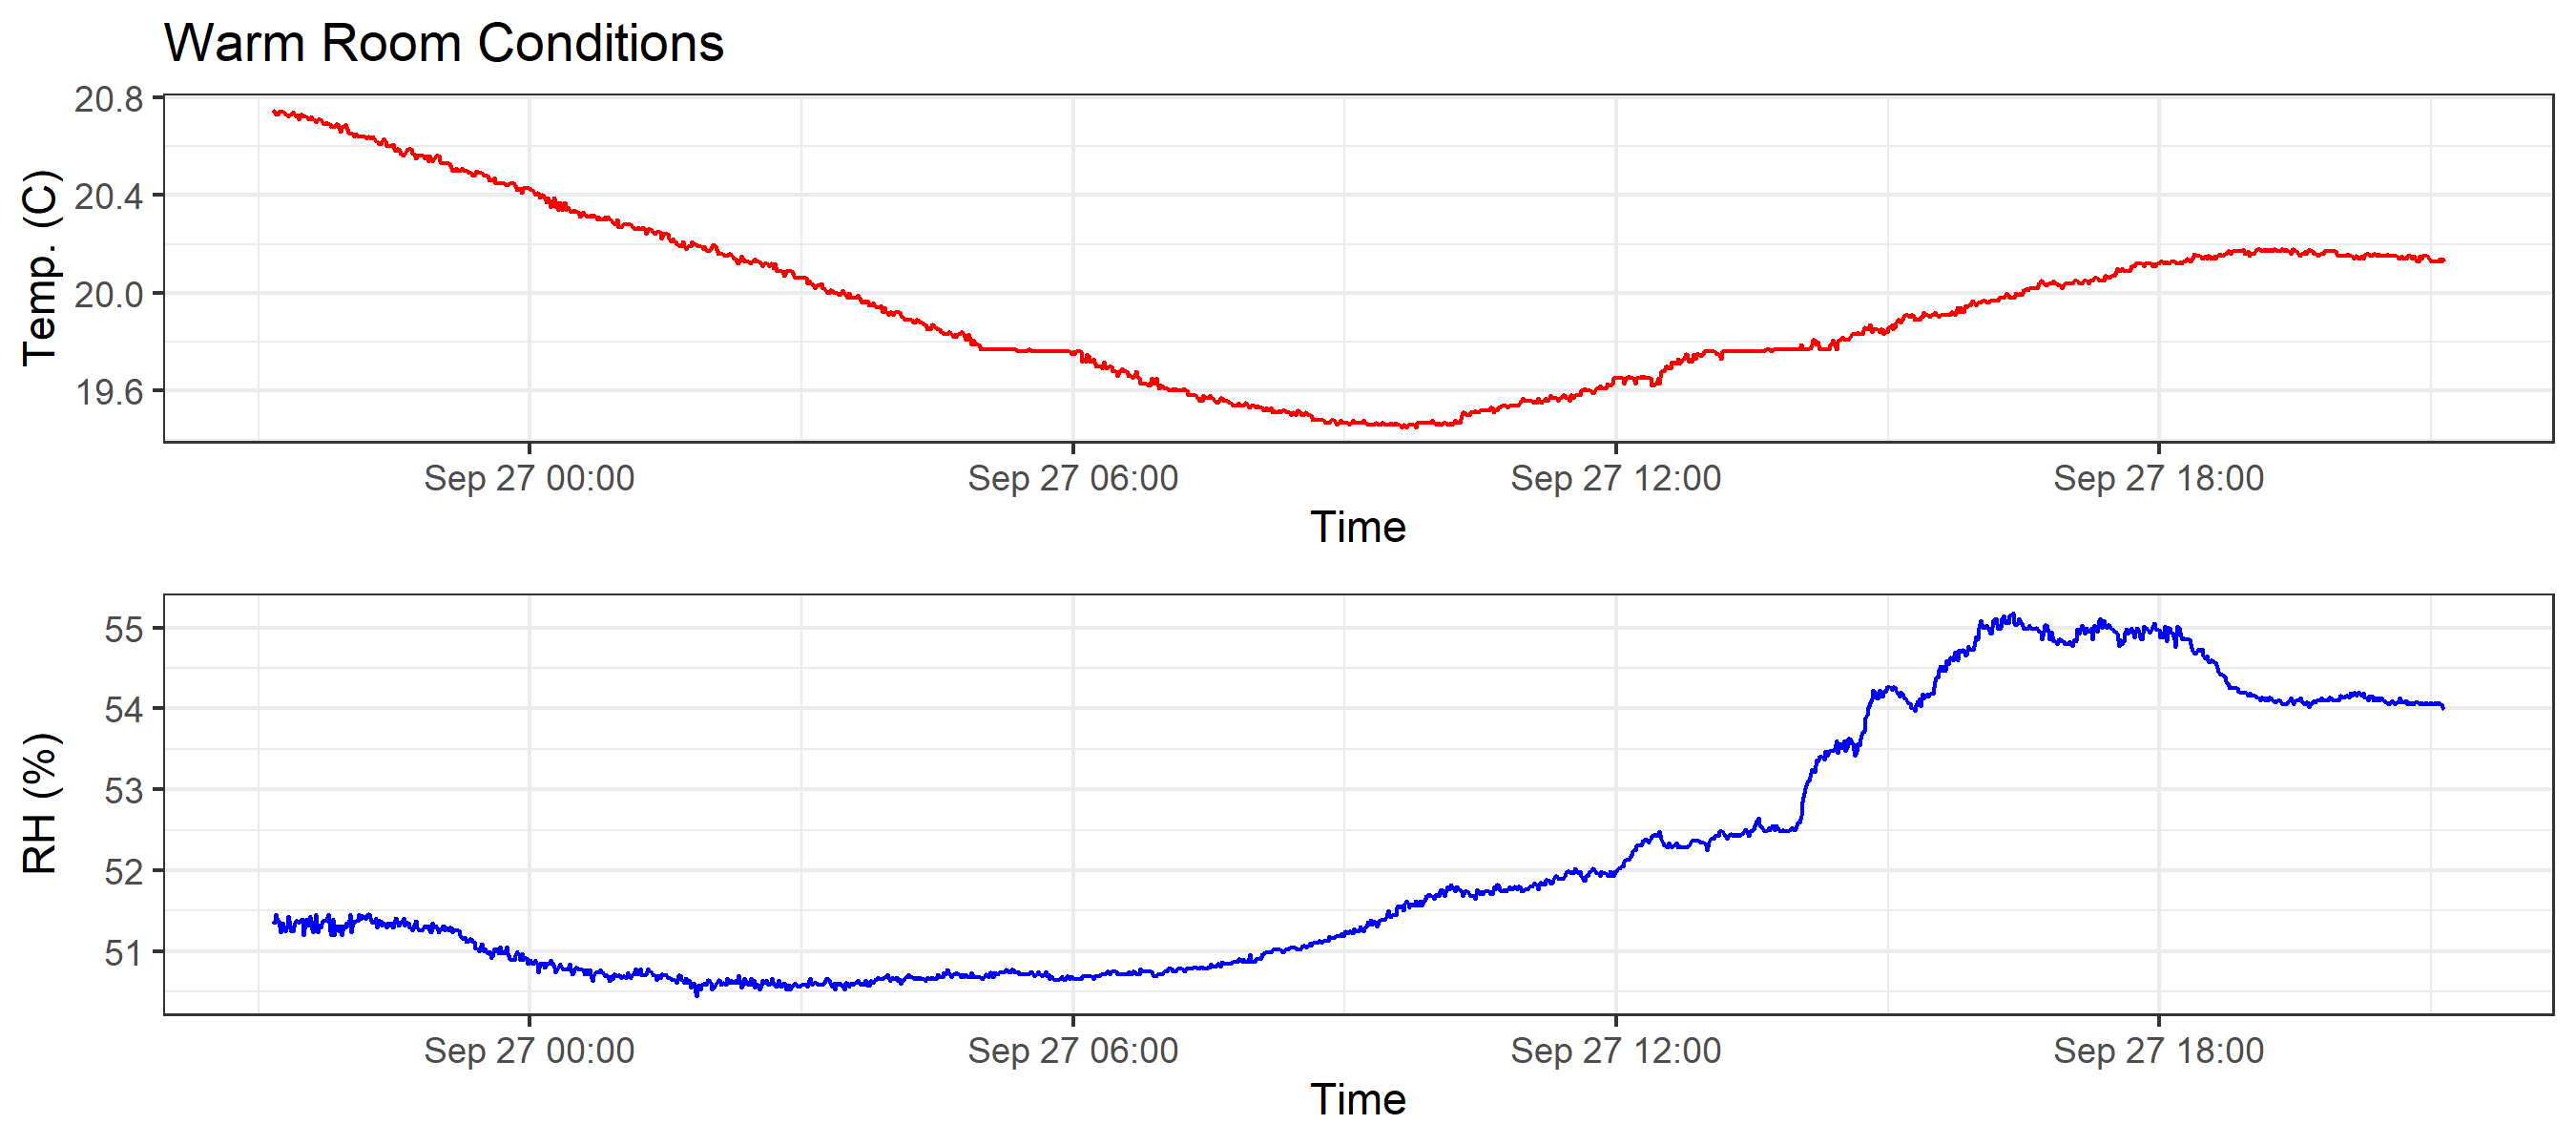 Warm Room Conditions
20.8
20.4
20.0
19.6
Temp. (C)
Sep 27 00:00 Sep 27 06:00 Sep 27 12:00 Sep 27 18:00
Time
55
54
53
52
51
RH (%)
Sep 27 00:00 Sep 27 06:00 Sep 27 12:00 Sep 27 18:00
Time